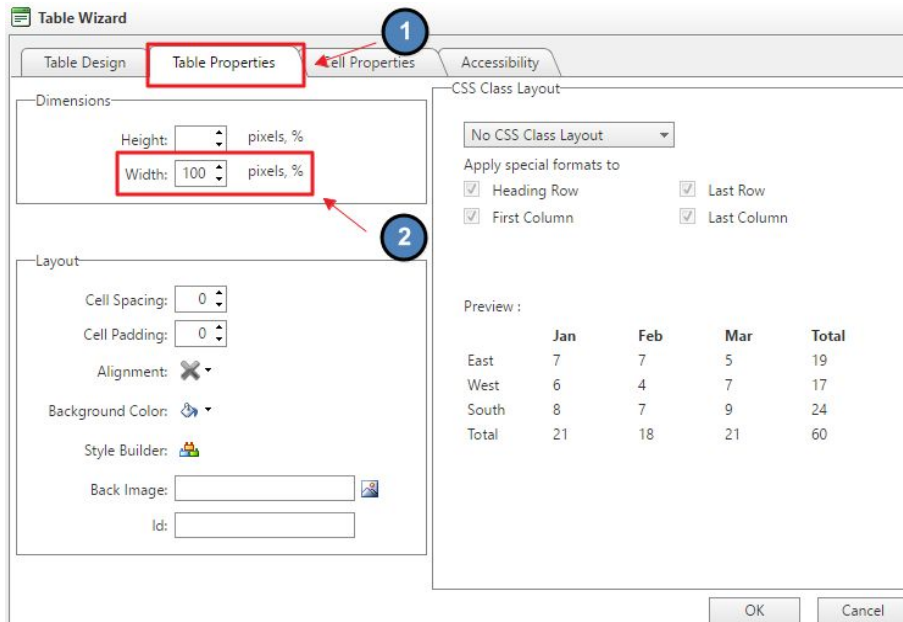 Table Wizard
1
Table Design Table Properties Cell Properties Accessibility
Dimensions
Height: pixels, %
Width: 100 pixels, %
2
Layout
Cell Spacing: 0
Cell Padding: 0
Alignment:
Background Color:
Style Builder:
Back Image:
Id:
CSS Class Layout
No CSS Class Layout
Apply special formats to
Heading Row Last Row
First Column Last Column
Preview :
Jan Feb Mar Total
East 7 7 5 19
West 6 4 7 17
South 8 7 9 24
Total 21 18 21 60
OK Cancel